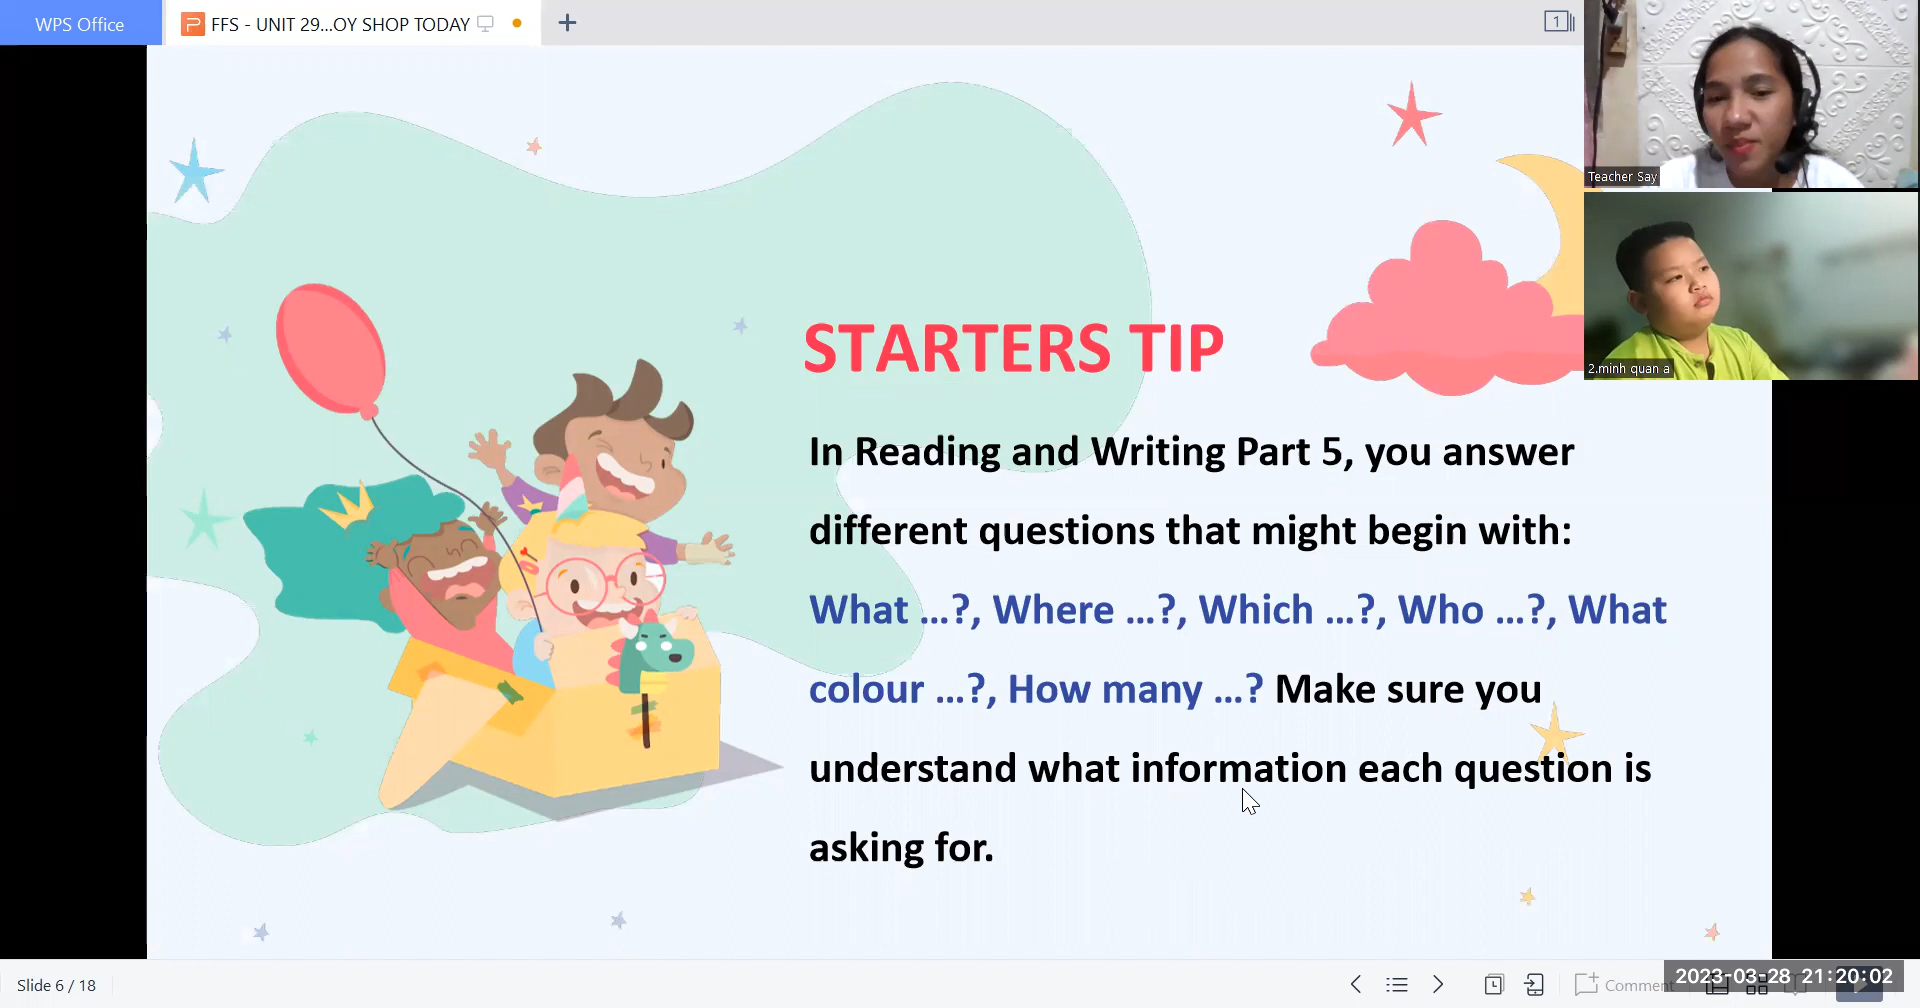 WPS Office
FFS - UNIT 29...OY SHOP TODAY
1
Teacher Say
2.minh quan a
STARTERS TIP
In Reading and Writing Part 5, you answer
different questions that might begin with:
What ...?, Where ...?, Which ...?, Who ...?, What
colour ...?, How many ...? Make sure you
understand what information each question is
asking for.
Slide 6 / 18
Comment
2023-03-28 21:20:02